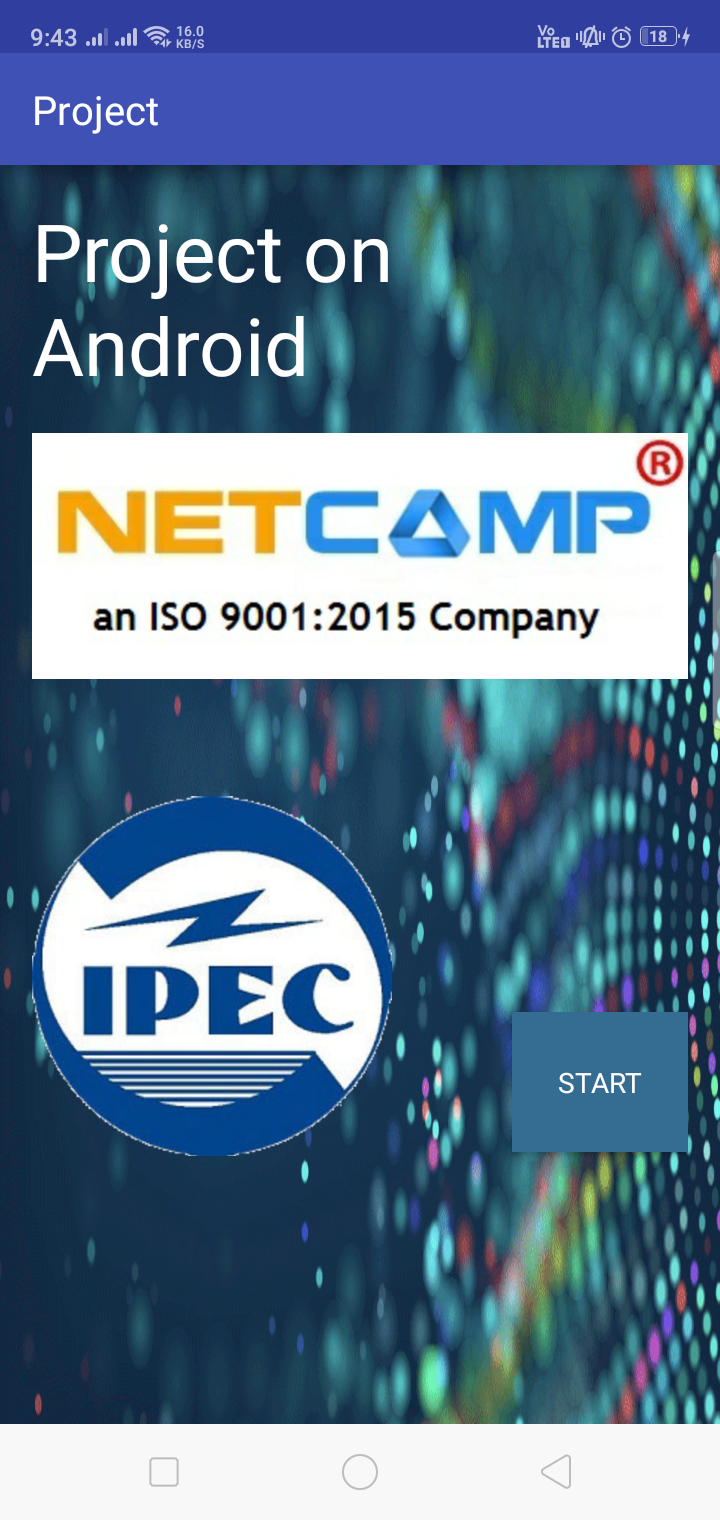 9:43 16.0 KB/S Vo LTE 18
Project
Project on
Android
NETCAMP ®
an ISO 9001:2015 Company
IPEC
START